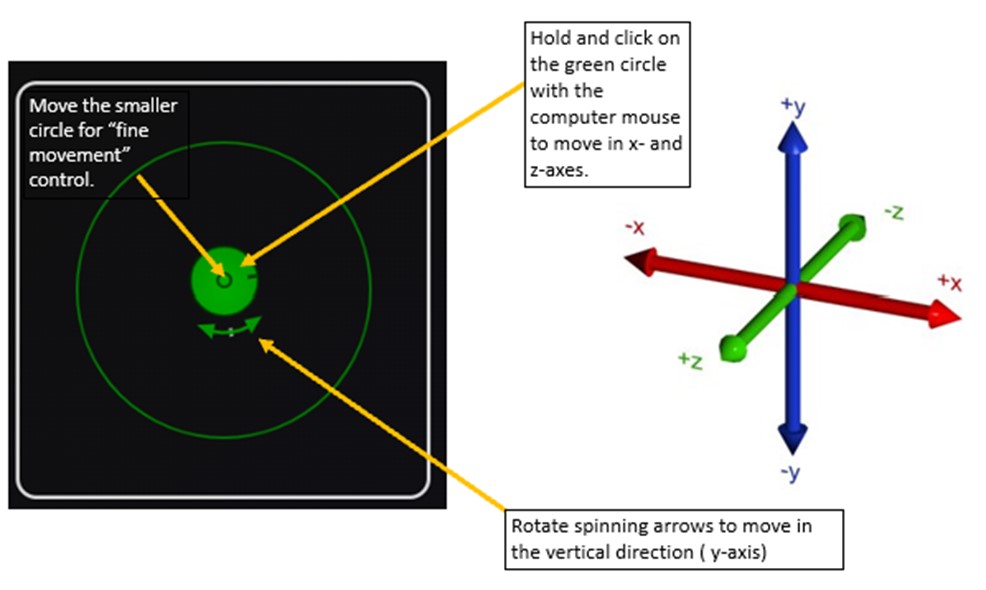 Move the smaller
circle for “fine
movement”
control.
Hold and click on
the green circle
with the
computer mouse
to move in x- and
z-axes.
+y
-z
-x
+x
+z
-y
Rotate spinning arrows to move in
the vertical direction ( y-axis)